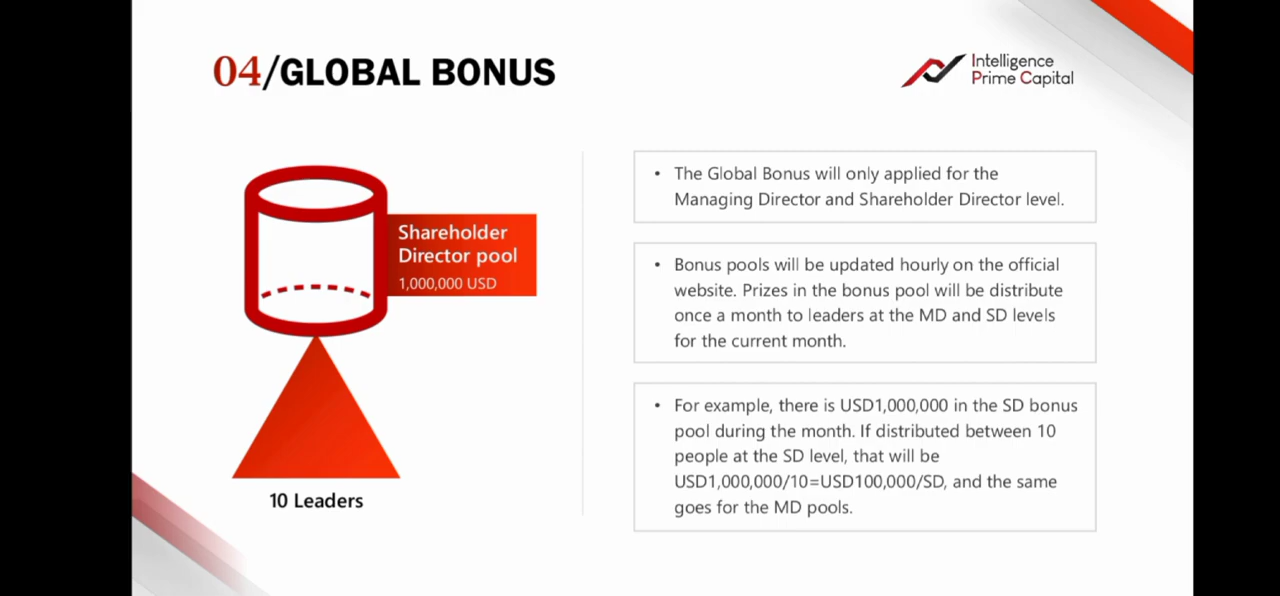 04/GLOBAL BONUS
Intelligence
Prime Capital
Shareholder
Director pool
1,000,000 USD
10 Leaders
• The Global Bonus will only applied for the
Managing Director and Shareholder Director level.
• Bonus pools will be updated hourly on the official
website. Prizes in the bonus pool will be distribute
once a month to leaders at the MD and SD levels
for the current month.
• For example, there is USD1,000,000 in the SD bonus
pool during the month. If distributed between 10
people at the SD level, that will be
USD1,000,000/10=USD100,000/SD, and the same
goes for the MD pools.